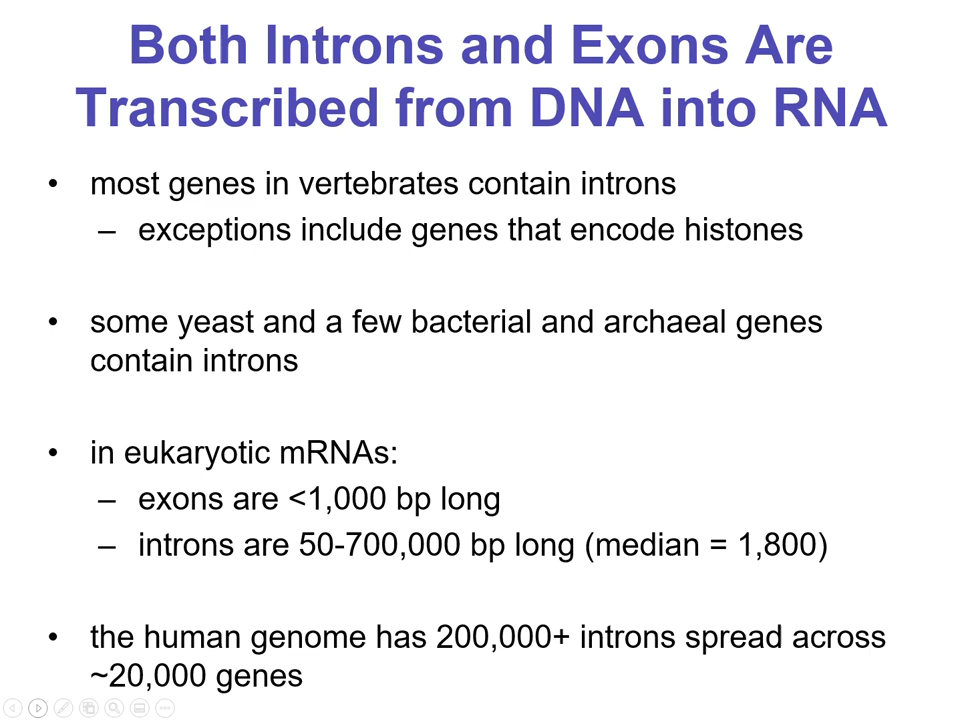 Both Introns and Exons Are
Transcribed from DNA into RNA
• most genes in vertebrates contain introns
– exceptions include genes that encode histones
• some yeast and a few bacterial and archaeal genes
contain introns
• in eukaryotic mRNAs:
– exons are <1,000 bp long
– introns are 50-700,000 bp long (median = 1,800)
• the human genome has 200,000+ introns spread across
~20,000 genes